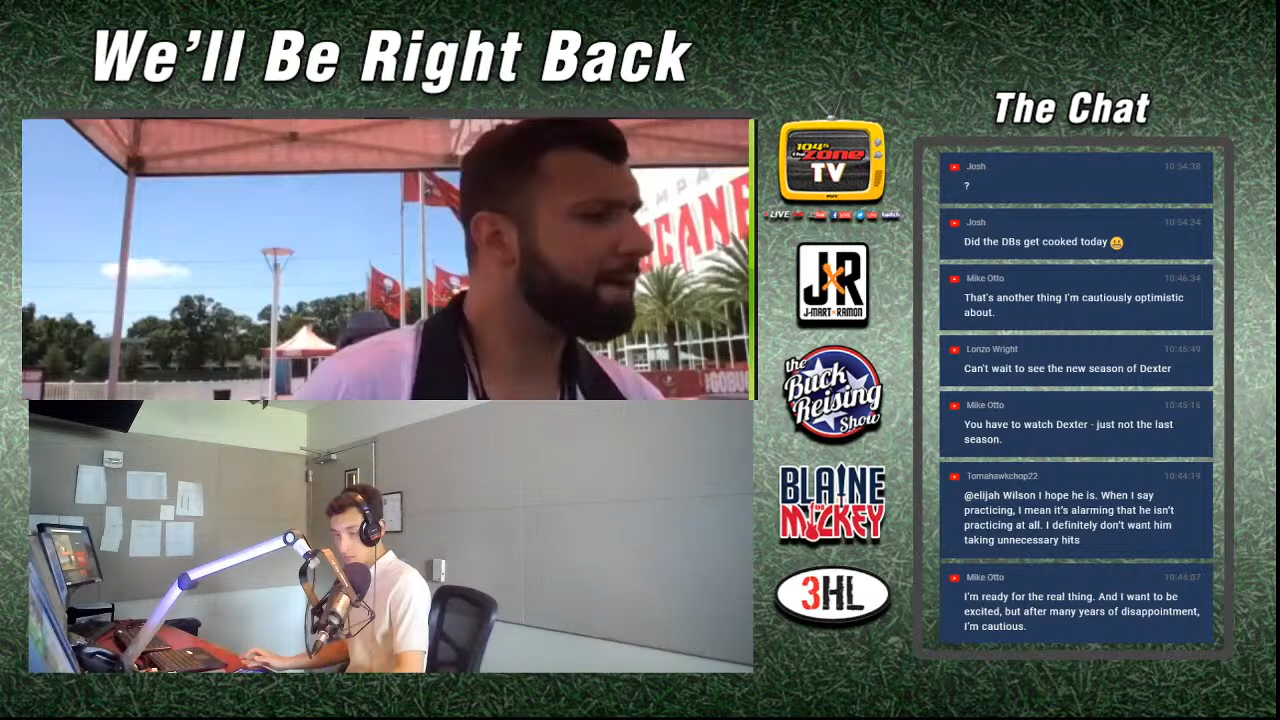 We'll Be Right Back
The Chat
104•5
the ZONE
TV
LIVE
JxR
J-MART x RAMON
the
Buck
Reising
Show
BLAINE
and
MICKEY
3HL
CANE
Josh 10:54:38
?
Josh 10:54:34
Did the DBs get cooked today
Mike Otto 10:46:34
That's another thing I'm cautiously optimistic
about.
Lonzo Wright 10:45:49
Can't wait to see the new season of Dexter
Mike Otto 10:45:16
You have to watch Dexter - just not the last
season.
Tomahawkchop22 10:44:19
@elijah Wilson I hope he is. When I say
practicing, I mean it's alarming that he isn't
practicing at all. I definitely don't want him
taking unnecessary hits
Mike Otto 10:44:07
I'm ready for the real thing. And I want to be
excited, but after many years of disappointment,
I'm cautious.